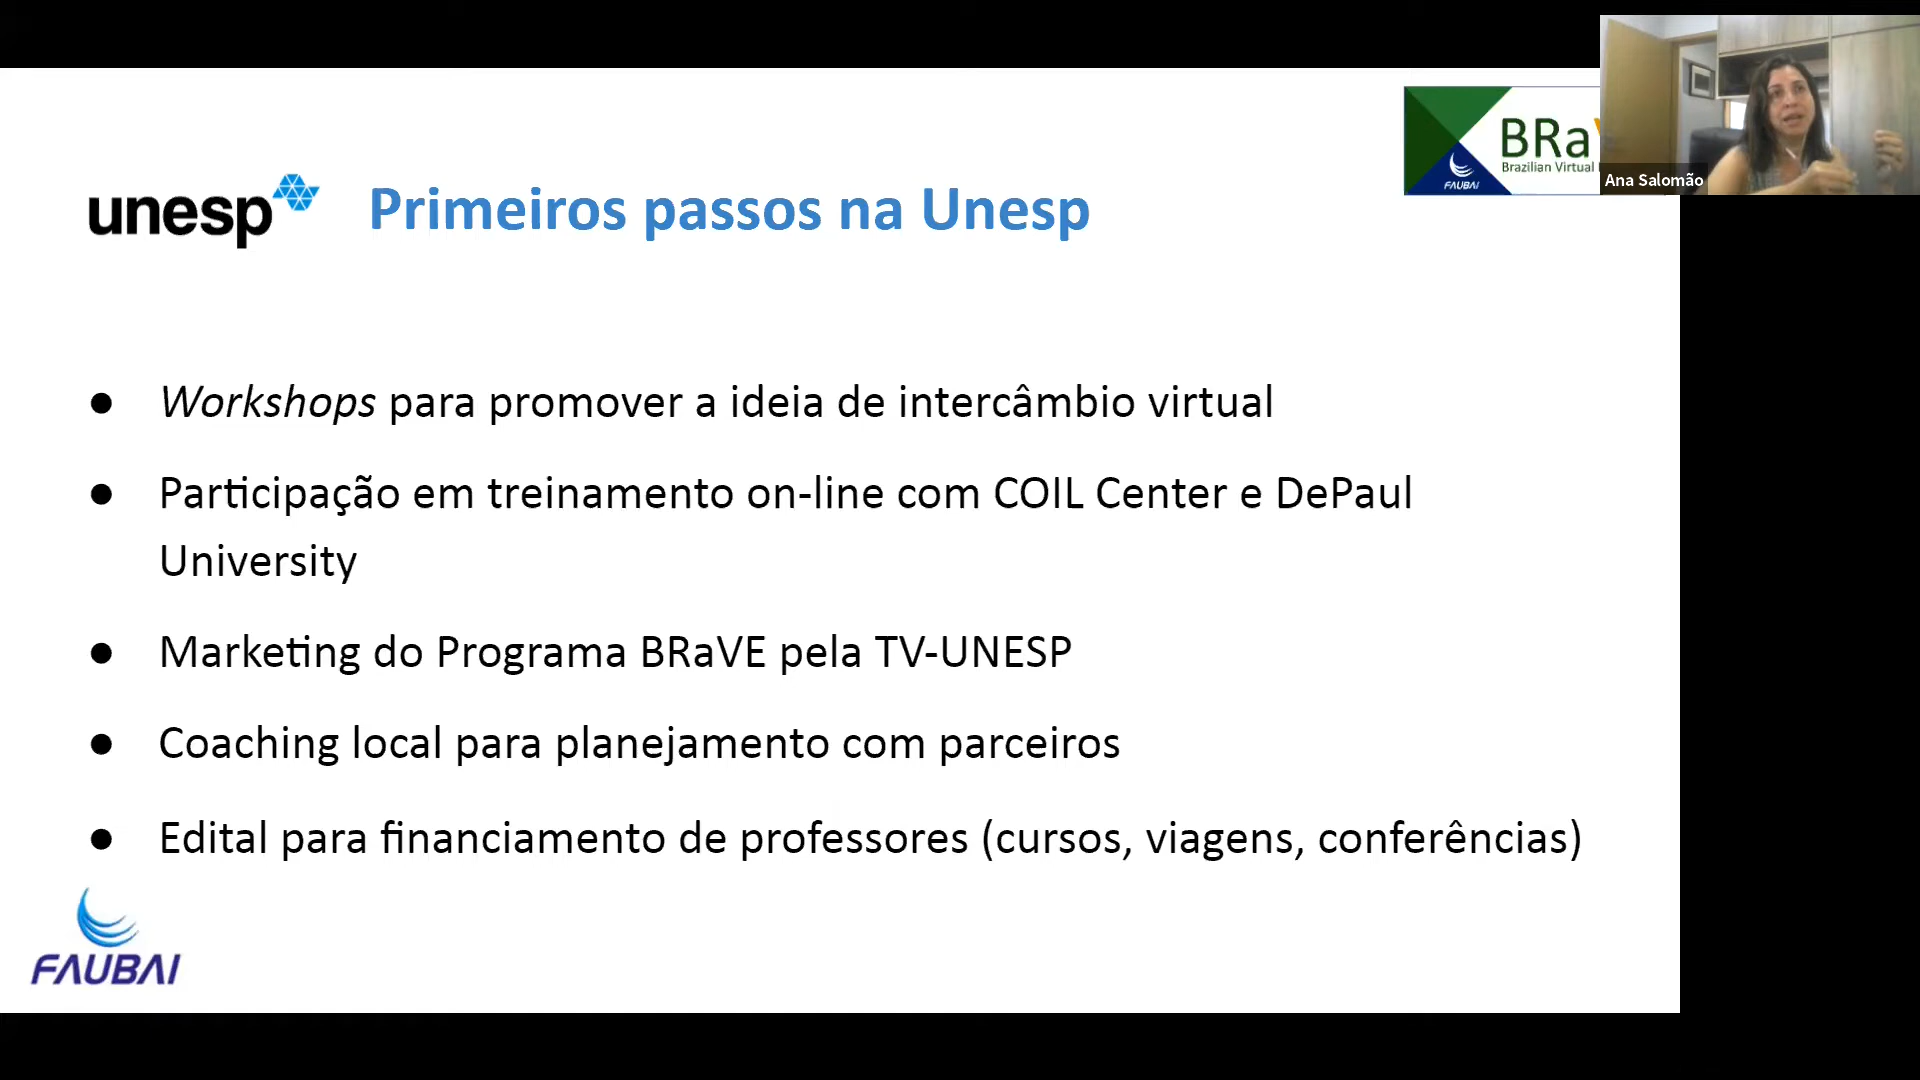 BRa
Brazilian Virtual
FAUBAI
Ana Salomão
unesp
Primeiros passos na Unesp
● Workshops para promover a ideia de intercâmbio virtual
● Participação em treinamento on-line com COIL Center e DePaul
University
● Marketing do Programa BRaVE pela TV-UNESP
● Coaching local para planejamento com parceiros
● Edital para financiamento de professores (cursos, viagens, conferências)
FAUBAI